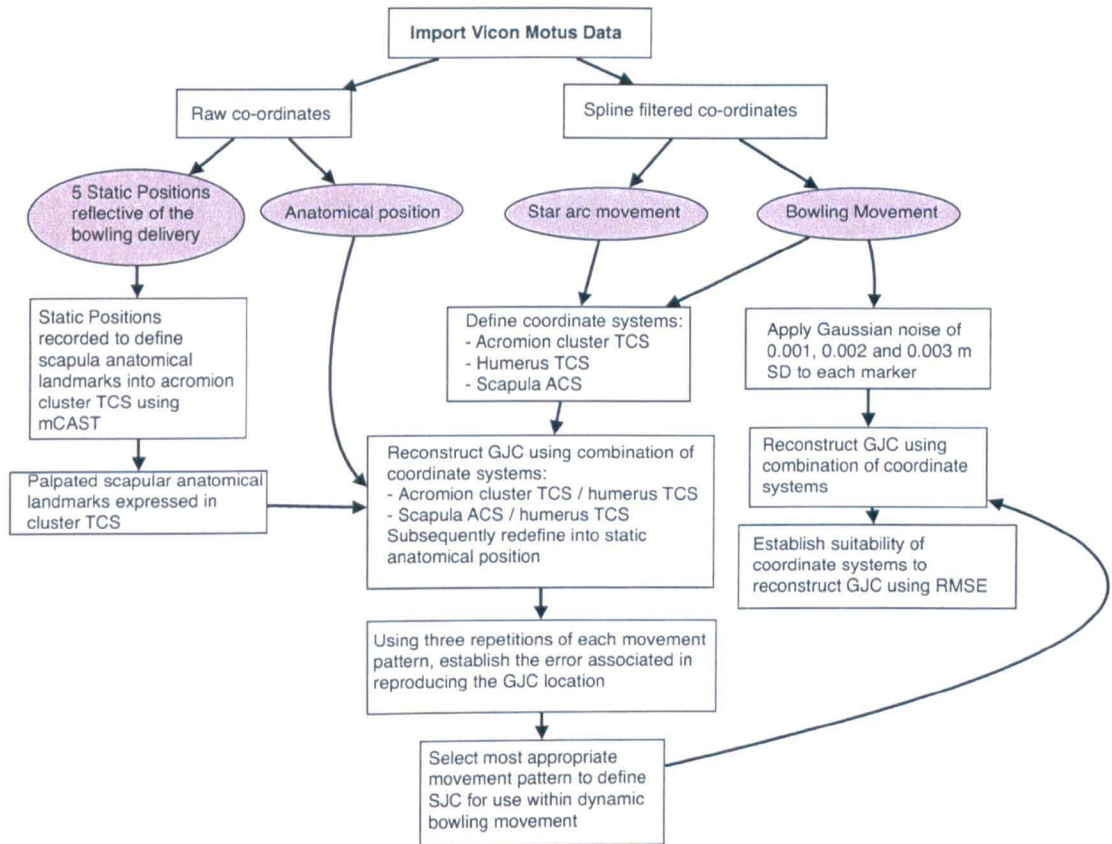 Import Vicon Motus Data
Raw co-ordinates
Spline filtered co-ordinates
5 Static Positions
reflective of the
bowling delivery
Anatomical position
Star arc movement
Bowling Movement
Static Positions
recorded to define
scapula anatomical
landmarks into acromion
cluster TCS using
mCAST
Define coordinate systems:
- Acromion cluster TCS
- Humerus TCS
- Scapula ACS
Apply Gaussian noise of
0.001, 0.002 and 0.003 m
SD to each marker
Palpated scapular anatomical
landmarks expressed in
cluster TCS
Reconstruct GJC using combination of
coordinate systems:
- Acromion cluster TCS / humerus TCS
- Scapula ACS / humerus TCS
Subsequently redefine into static
anatomical position
Reconstruct GJC using
combination of coordinate
systems
Establish suitability of
coordinate systems to
reconstruct GJC using RMSE
Using three repetitions of each movement
pattern, establish the error associated in
reproducing the GJC location
Select most appropriate
movement pattern to define
SJC for use within dynamic
bowling movement